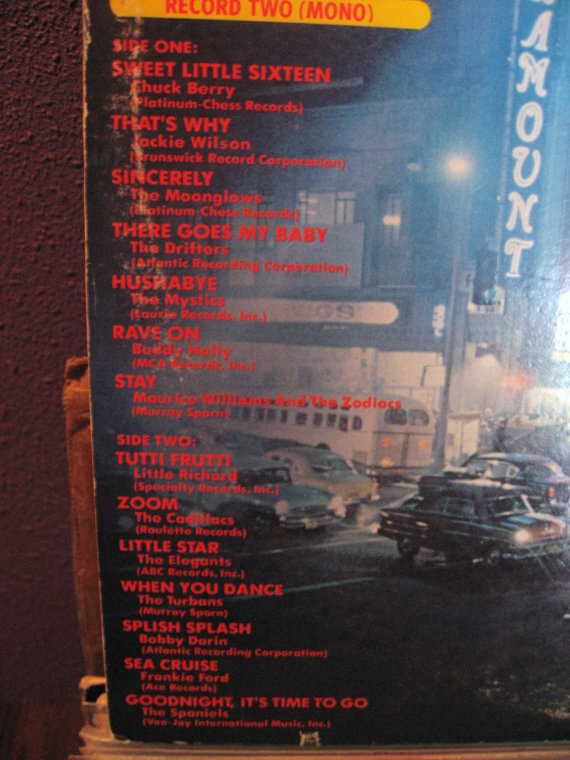 RECORD TWO (MONO)
SIDE ONE:
SWEET LITTLE SIXTEEN
Chuck Berry
(Platinum-Chess Records)
THAT'S WHY
Jackie Wilson
(Brunswick Record Corporation)
SINCERELY
The Moonglows
(Platinum-Chess Records)
THERE GOES MY BABY
The Drifters
(Atlantic Recording Corporation)
HUSHABYE
The Mystics
(Laurie Records, Inc.)
RAVE ON
Buddy Holly
(MCA Records, Inc.)
STAY
Maurice Williams And The Zodiacs
(Murray Sporn)
SIDE TWO:
TUTTI FRUTTI
Little Richard
(Specialty Records, Inc.)
ZOOM
The Cadillacs
(Roulette Records)
LITTLE STAR
The Elegants
(ABC Records, Inc.)
WHEN YOU DANCE
The Turbans
(Murray Sporn)
SPLISH SPLASH
Bobby Darin
(Atlantic Recording Corporation)
SEA CRUISE
Frankie Ford
(Ace Records)
GOODNIGHT, IT'S TIME TO GO
The Spaniels
(Vee-Jay International Music, Inc.)
RAMOUNT